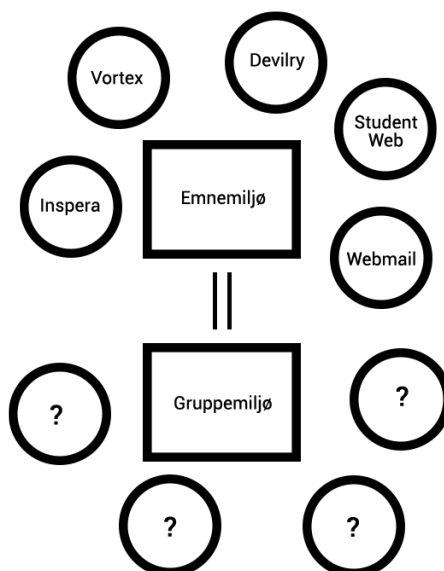 Devilry
Vortex
Student
Web
Inspera
Emnemiljø
Webmail
Gruppemiljø
?
?
?
?